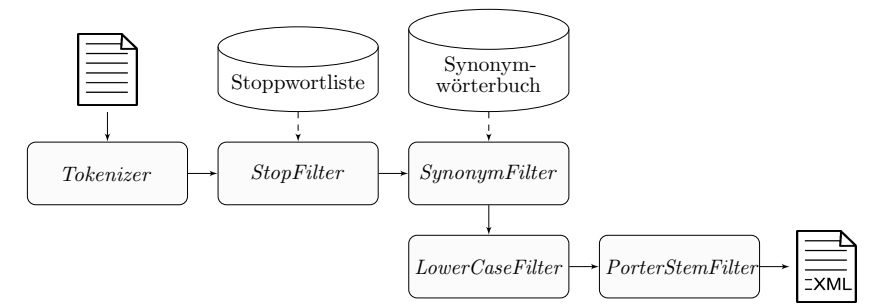 Stoppwortliste
Synonym-
wörterbuch
Tokenizer
StopFilter
SynonymFilter
LowerCaseFilter
PorterStemFilter
XML